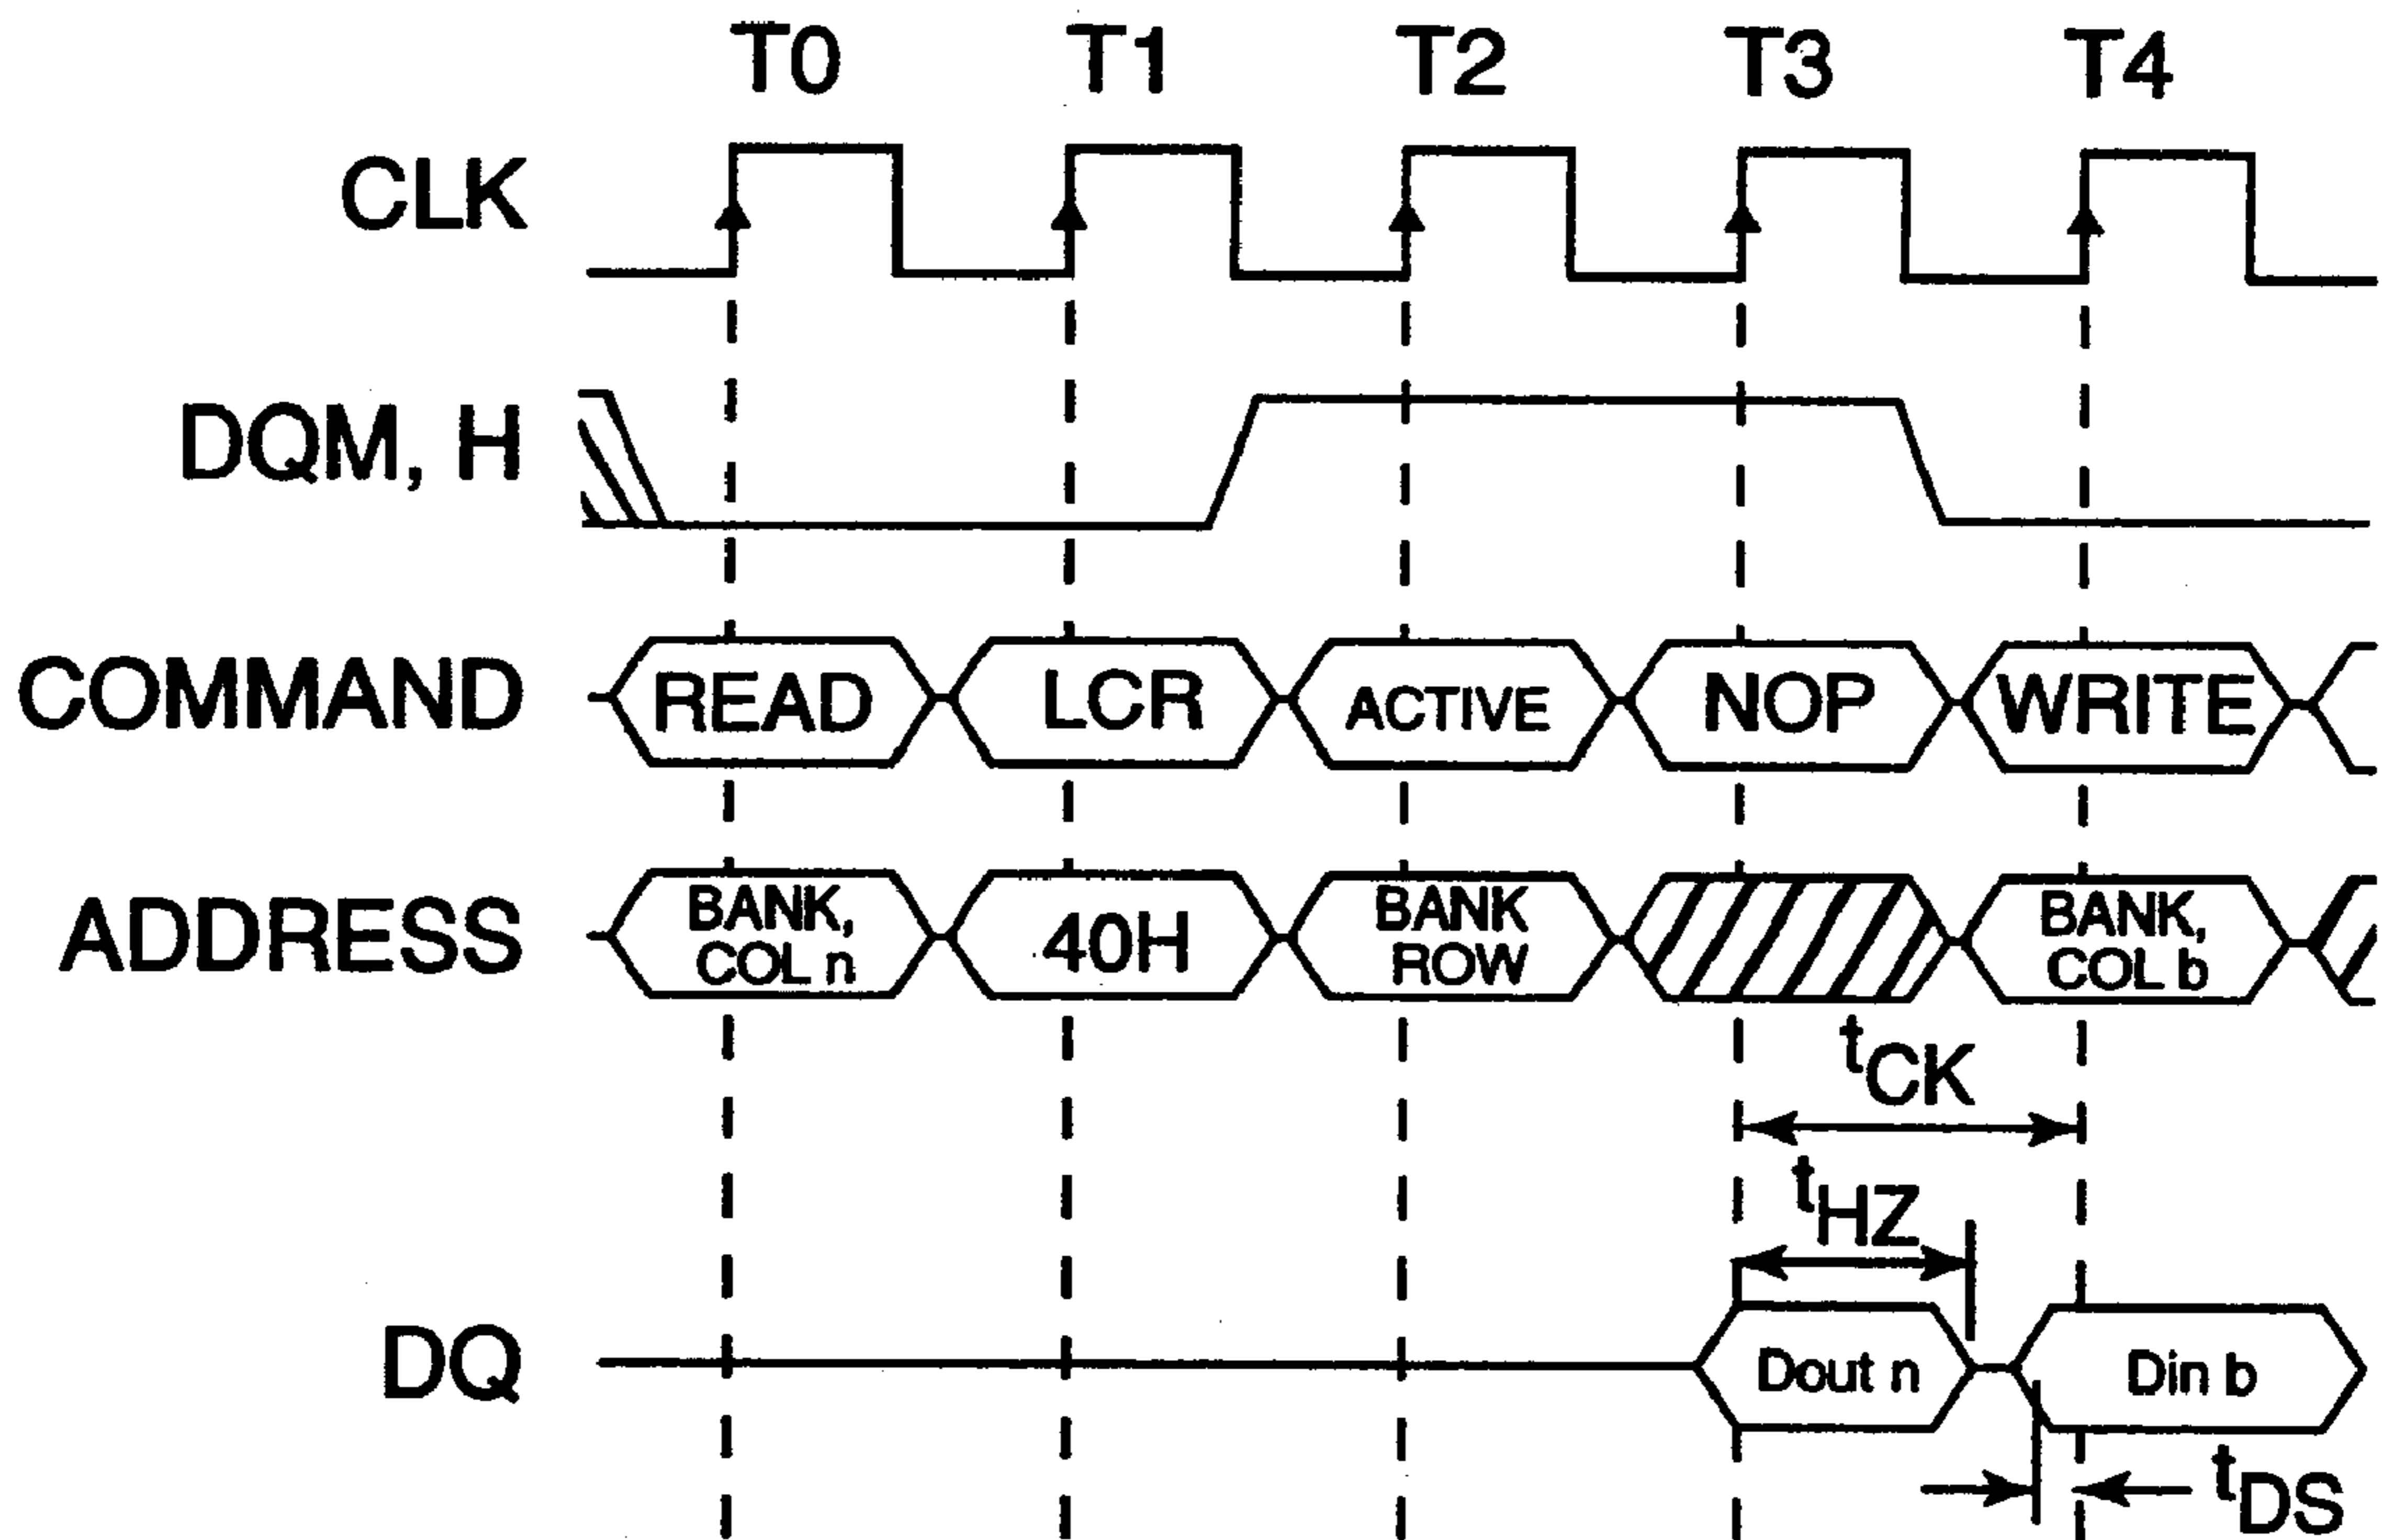 T0 T1 T2 T3 T4
CLK
DQM, H
COMMAND READ LCR ACTIVE NOP WRITE
ADDRESS BANK, COL n 40H BANK ROW BANK, COL b
tCK
tHZ
DQ Dout n Din b
tDS